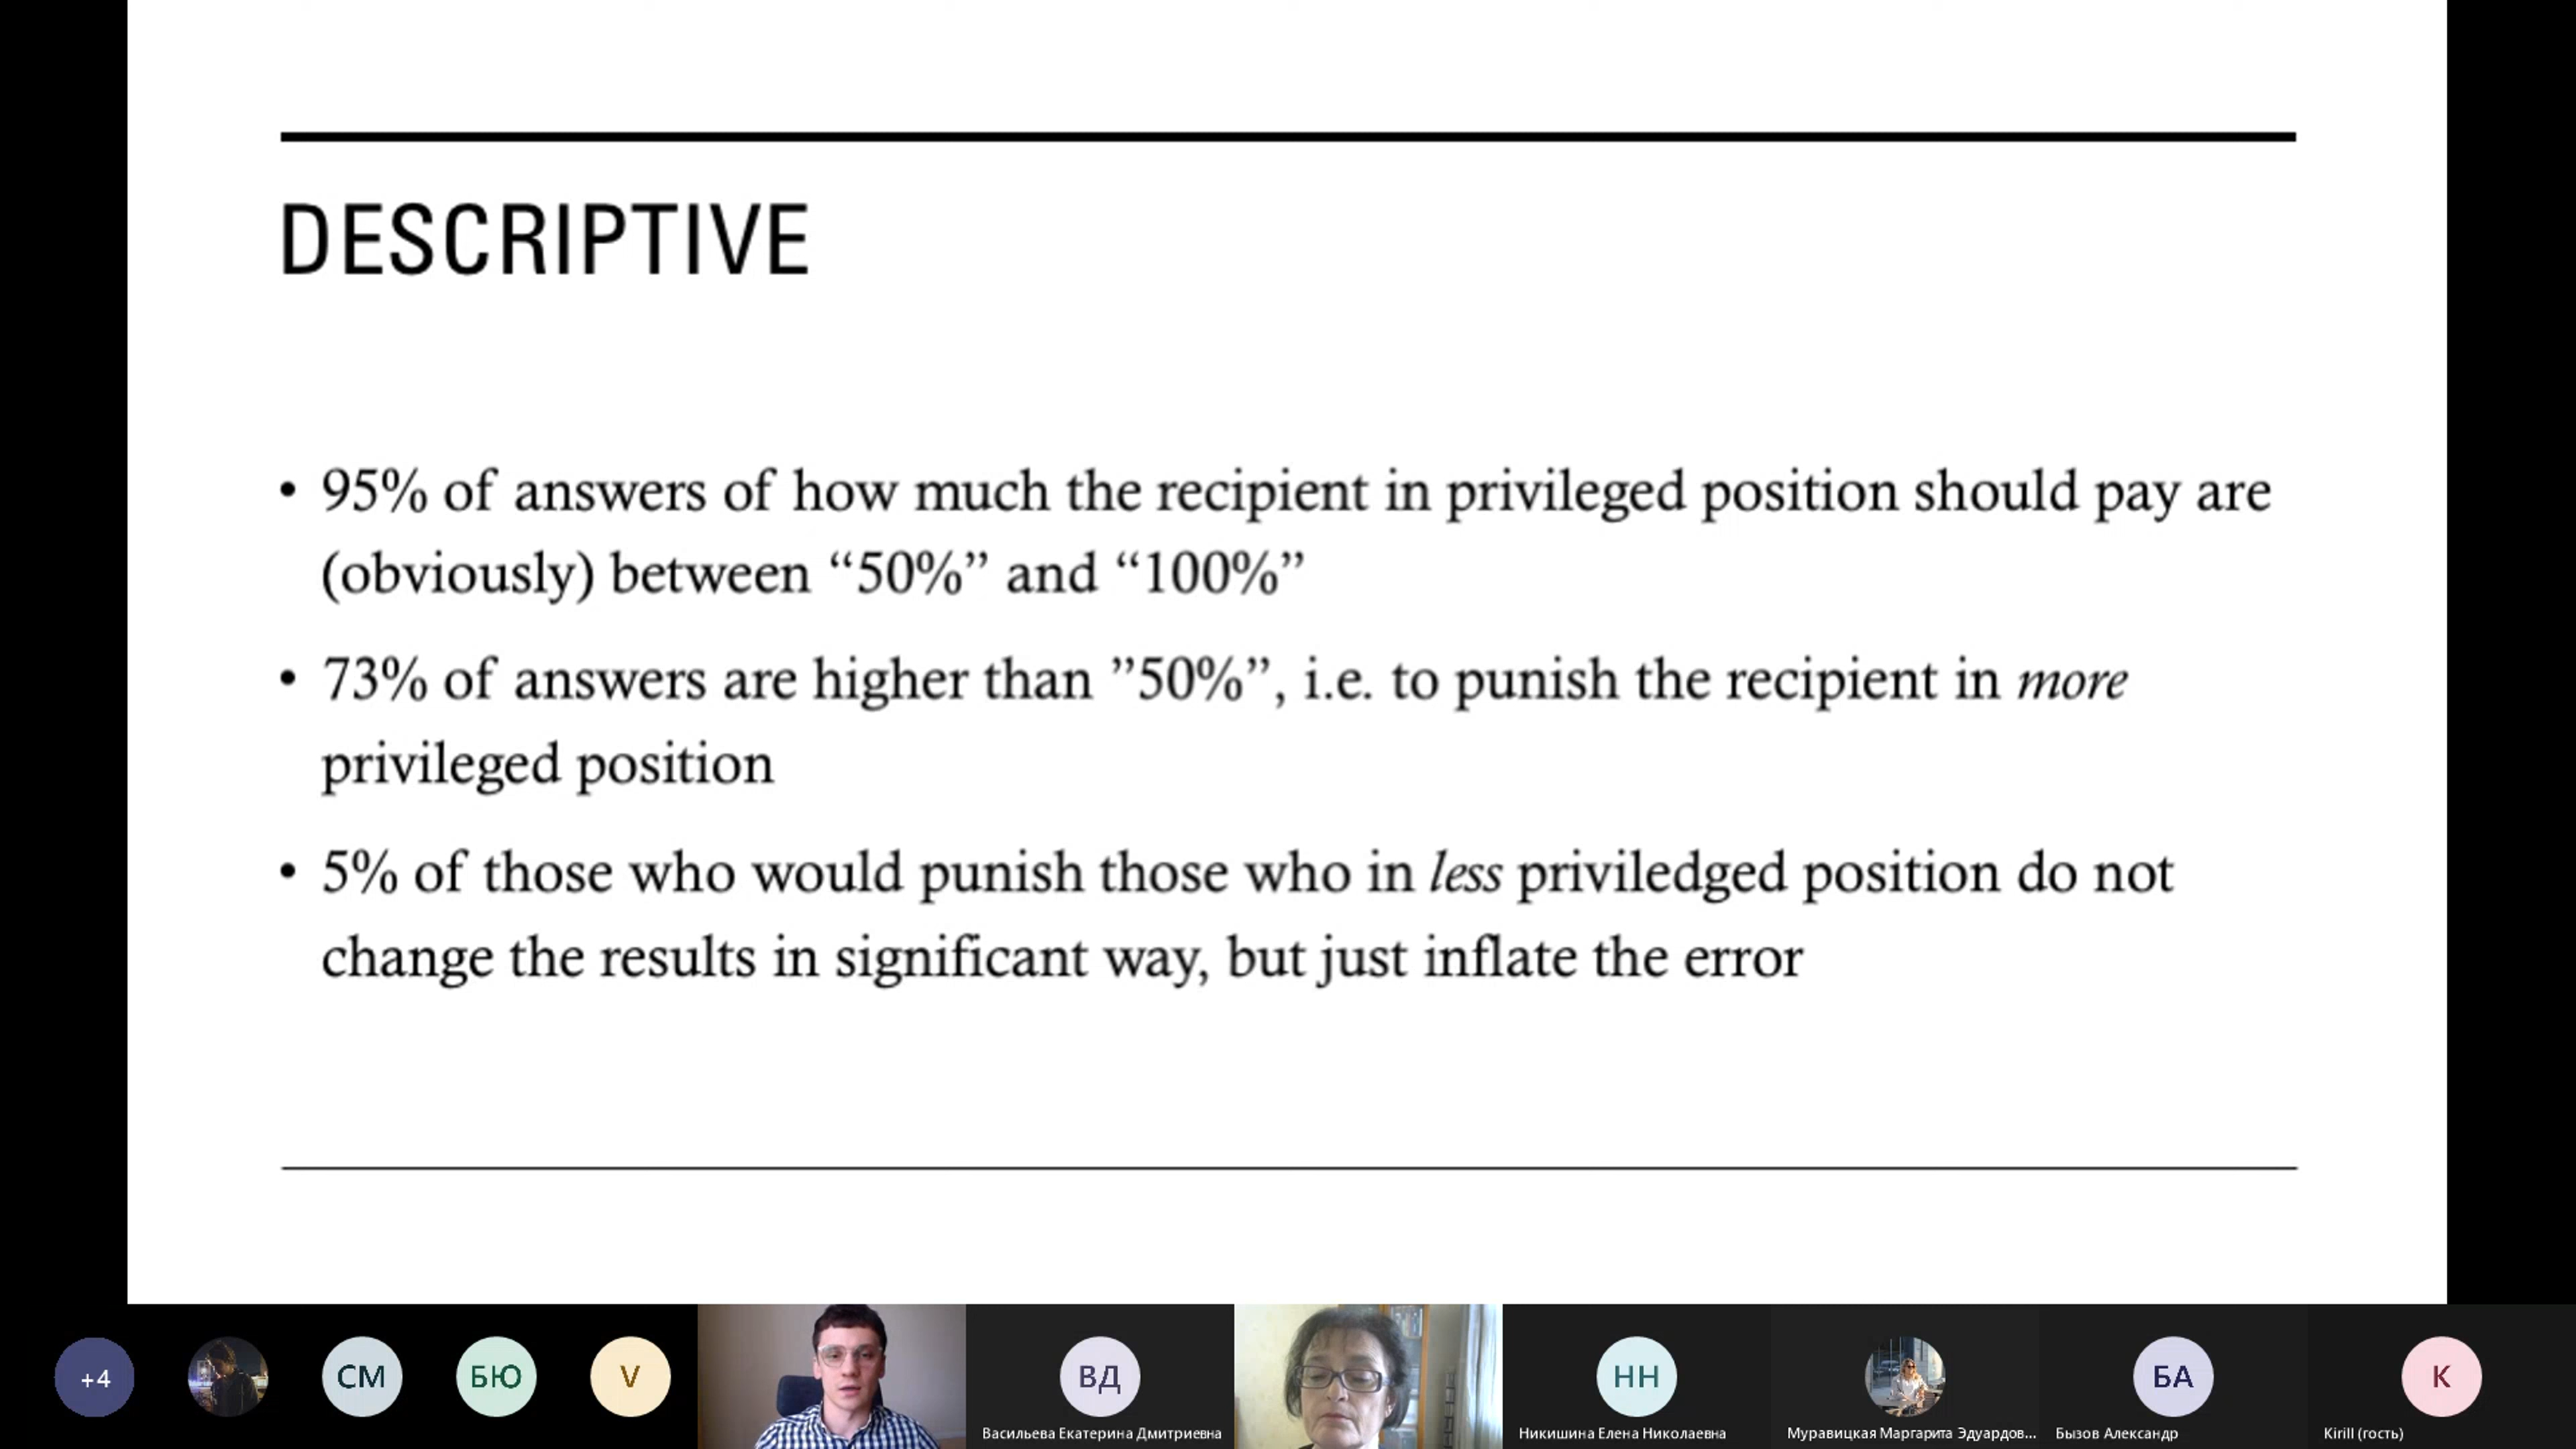 DESCRIPTIVE
• 95% of answers of how much the recipient in privileged position should pay are
(obviously) between “50%” and “100%”
• 73% of answers are higher than ”50%”, i.e. to punish the recipient in more
privileged position
• 5% of those who would punish those who in less priviledged position do not
change the results in significant way, but just inflate the error
+4
СМ
БЮ
V
ВД
НН
БА
K
Васильева Екатерина Дмитриевна
Никишина Елена Николаевна
Муравицкая Маргарита Эдуардов...
Бызов Александр
Kirill (гость)